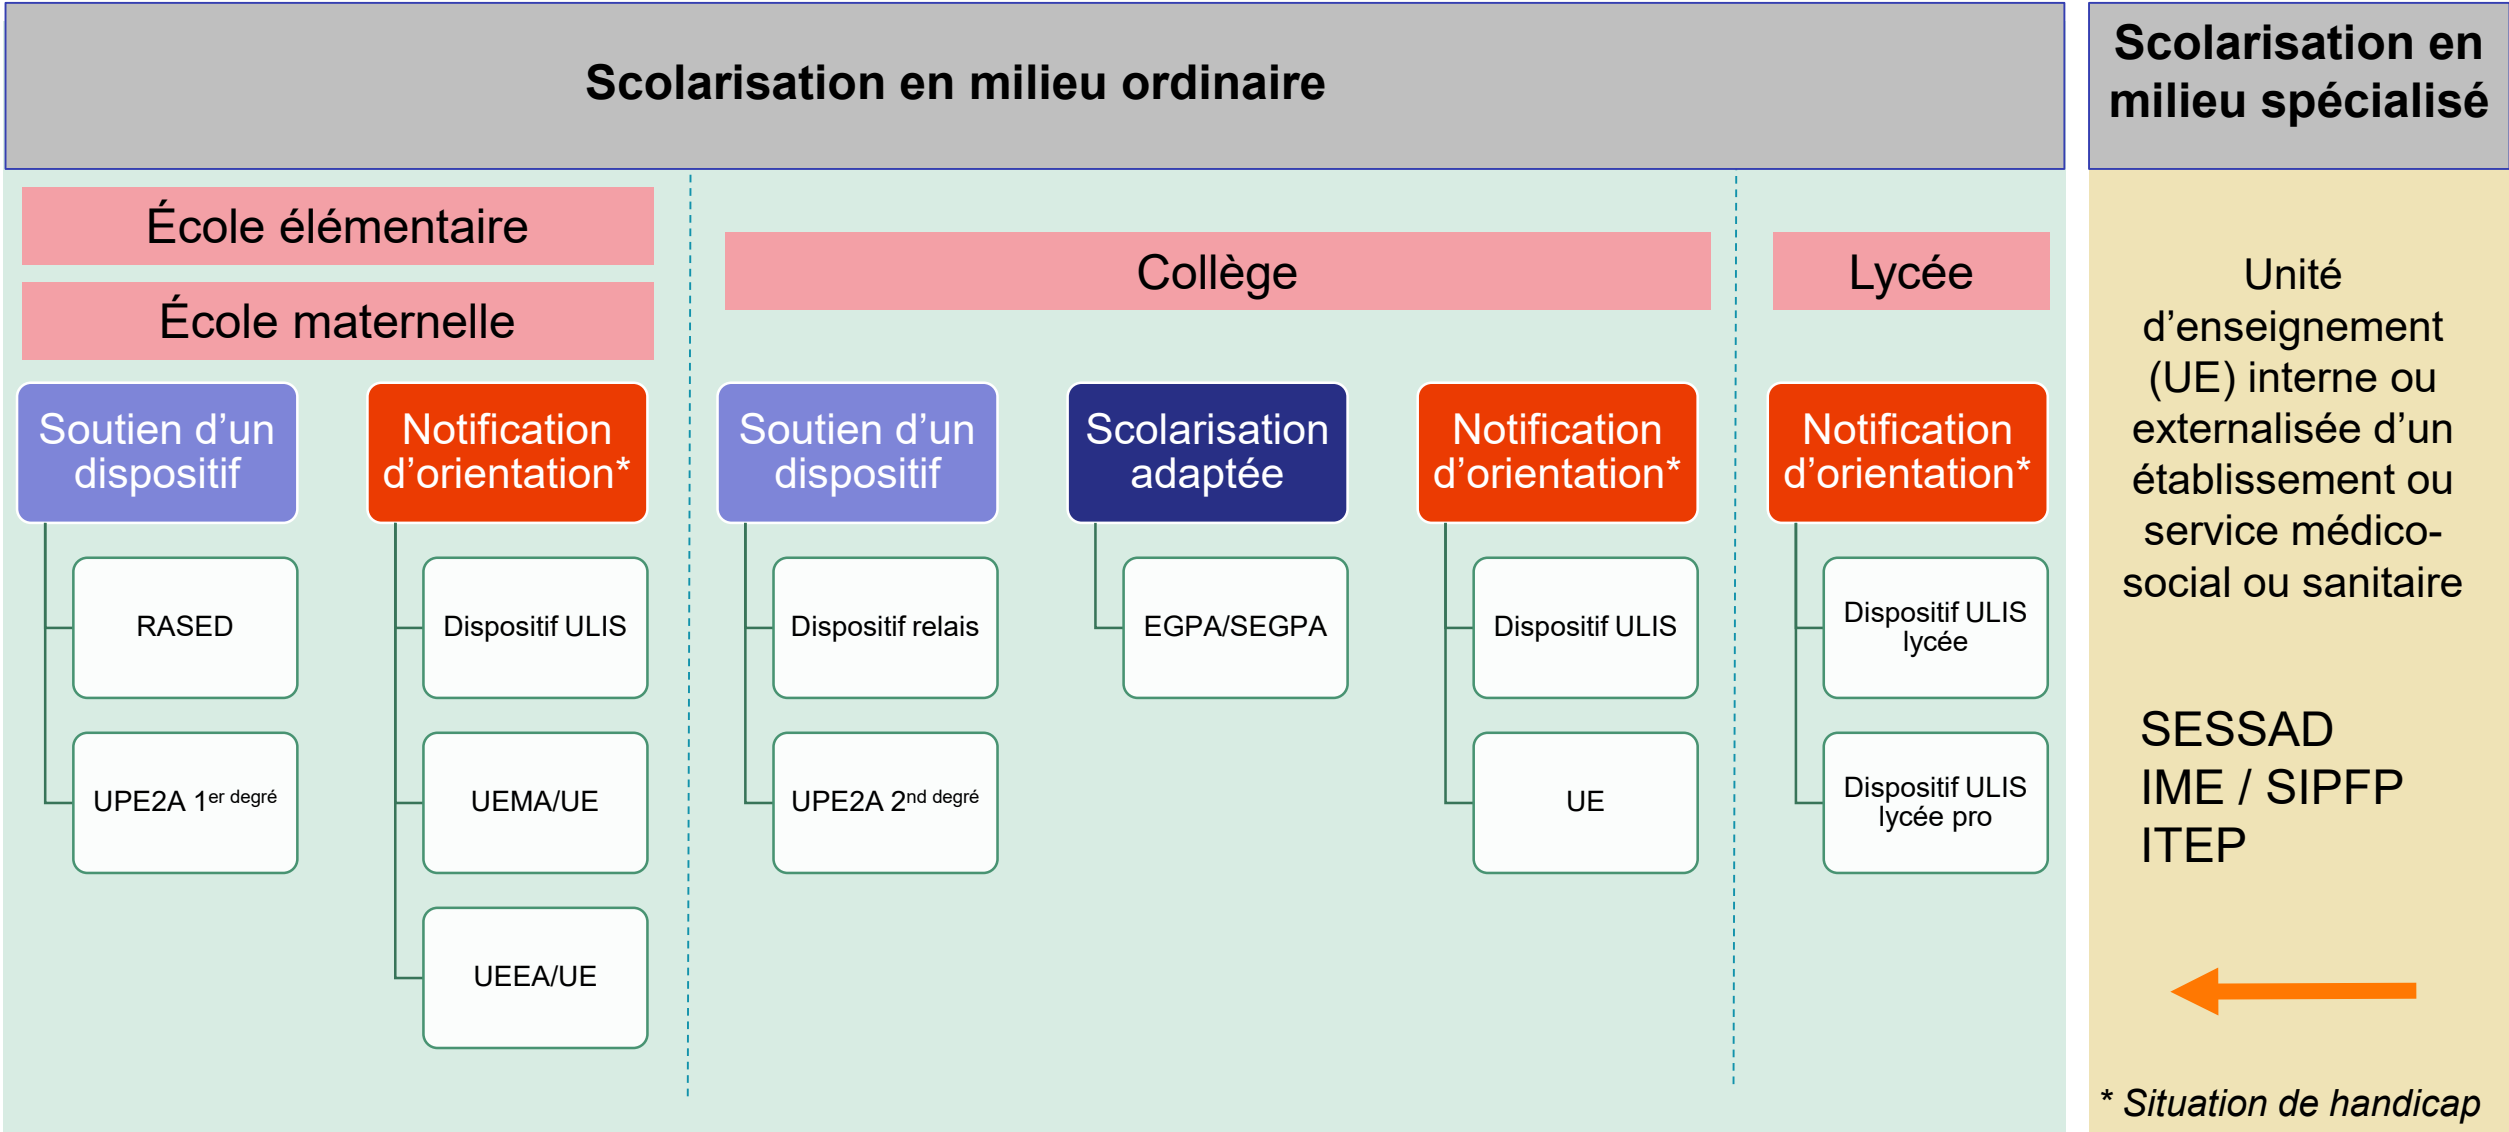 Scolarisation en milieu ordinaire
École élémentaire
École maternelle
Soutien d’un
dispositif
RASED
UPE2A 1er degré
Notification
d’orientation*
Dispositif ULIS
UEMA/UE
UEEA/UE
Collège
Soutien d’un
dispositif
Dispositif relais
UPE2A 2nd degré
Scolarisation
adaptée
EGPA/SEGPA
Notification
d’orientation*
Dispositif ULIS
UE
Lycée
Notification
d’orientation*
Dispositif ULIS
lycée
Dispositif ULIS
lycée pro
Scolarisation en
milieu spécialisé
Unité
d’enseignement
(UE) interne ou
externalisée d’un
établissement ou
service médico-
social ou sanitaire
SESSAD
IME / SIPFP
ITEP
* Situation de handicap